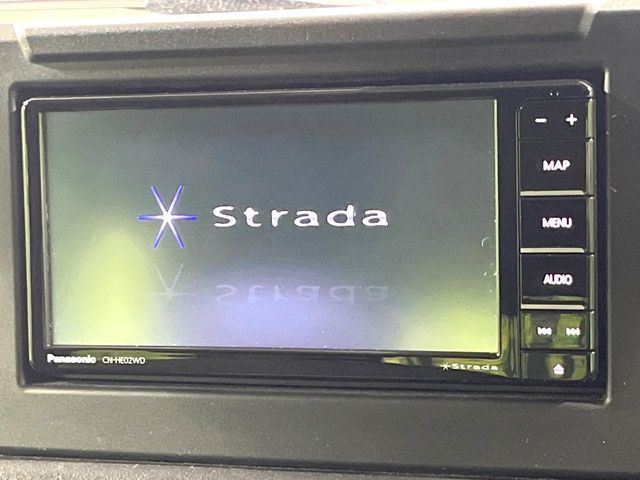 − +
MAP
Strada
MENU
AUDIO
Panasonic CN-HE02WD
Strada